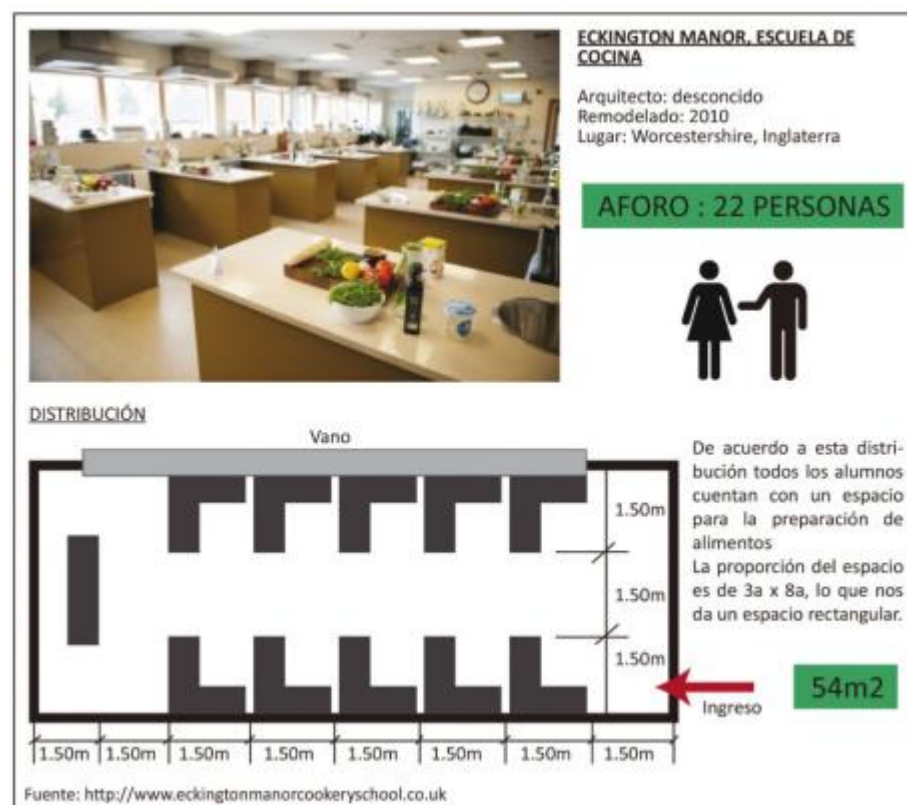 ECKINGTON MANOR, ESCUELA DE
COCINA
Arquitecto: desconcido
Remodelado: 2010
Lugar: Worcestershire, Inglaterra
AFORO : 22 PERSONAS
DISTRIBUCIÓN
Vano
1.50m
1.50m
1.50m
De acuerdo a esta distri-
bución todos los alumnos
cuentan con un espacio
para la preparación de
alimentos
La proporción del espacio
es de 3a x 8a, lo que nos
da un espacio rectangular.
54m2
Ingreso
1.50m 1.50m 1.50m 1.50m 1.50m 1.50m 1.50m
Fuente: http://www.eckingtonmanorcookeryschool.co.uk